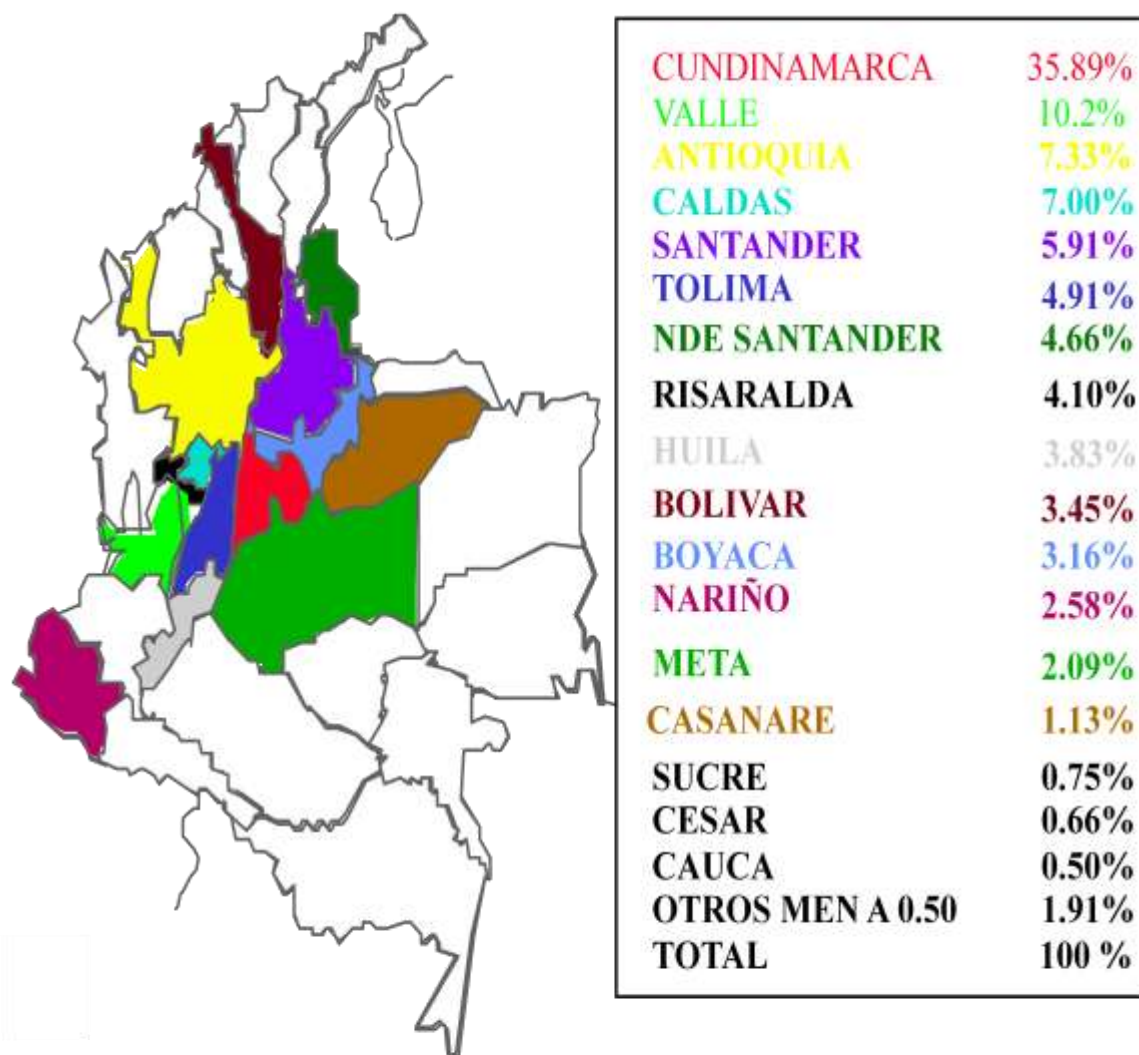 CUNDINAMARCA 35.89%
VALLE 10.2%
ANTIOQUIA 7.33%
CALDAS 7.00%
SANTANDER 5.91%
TOLIMA 4.91%
NDE SANTANDER 4.66%
RISARALDA 4.10%
HUILA 3.83%
BOLIVAR 3.45%
BOYACA 3.16%
NARIÑO 2.58%
META 2.09%
CASANARE 1.13%
SUCRE 0.75%
CESAR 0.66%
CAUCA 0.50%
OTROS MEN A 0.50 1.91%
TOTAL 100 %